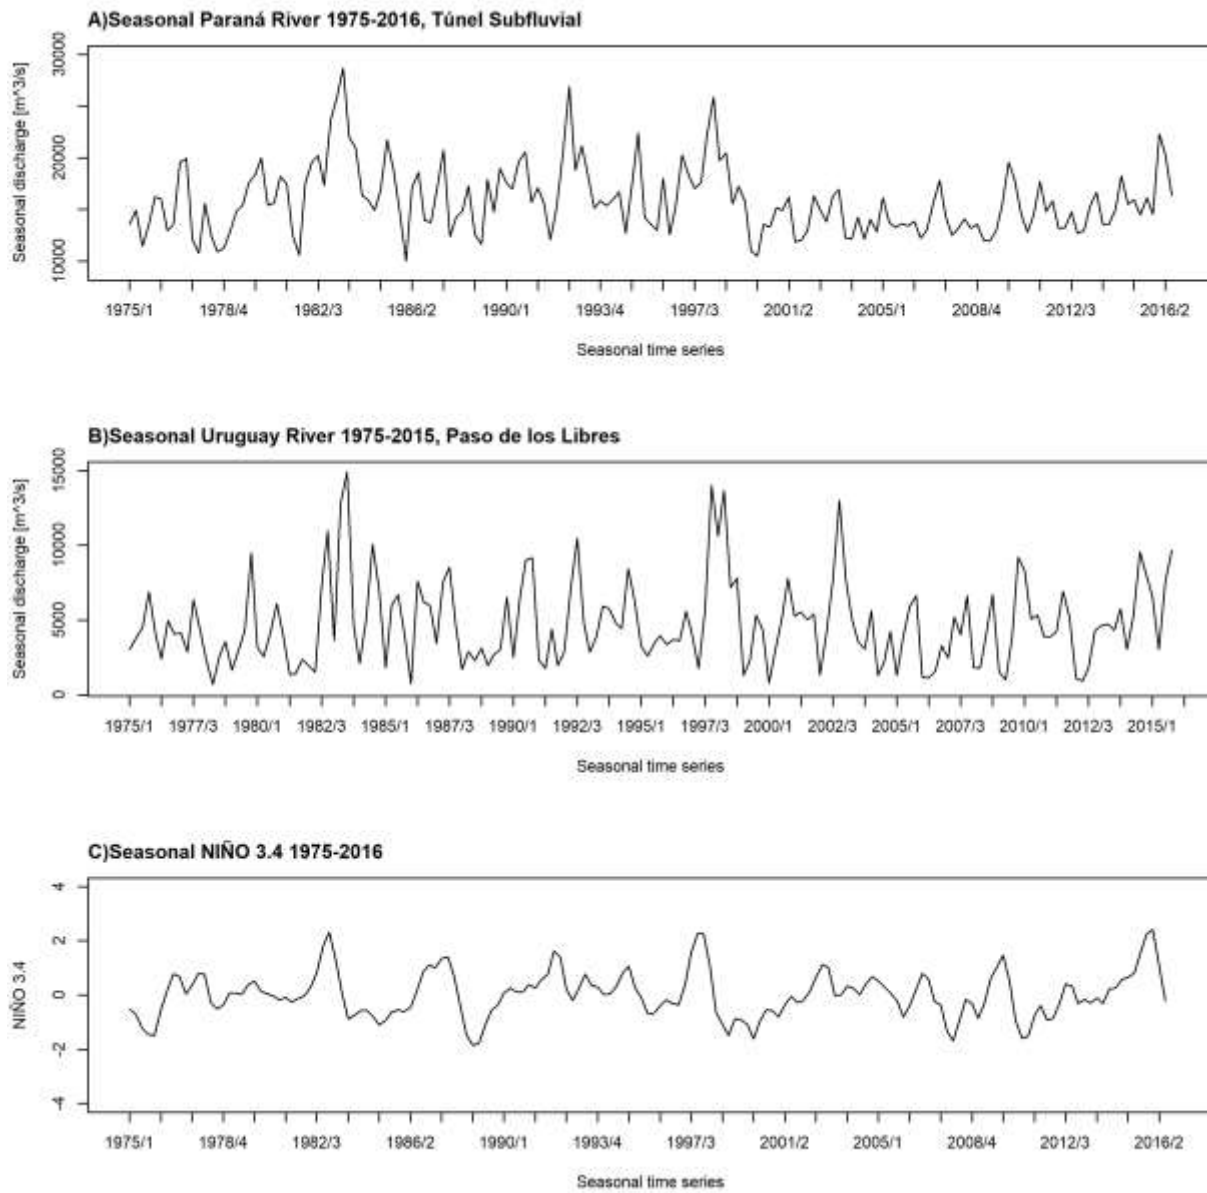 A)Seasonal Paraná River 1975-2016, Túnel Subfluvial
Seasonal discharge [m^3/s]
30000
20000
10000
1975/1 1978/4 1982/3 1986/2 1990/1 1993/4 1997/3 2001/2 2005/1 2008/4 2012/3 2016/2
Seasonal time series
B)Seasonal Uruguay River 1975-2015, Paso de los Libres
Seasonal discharge [m^3/s]
15000
10000
5000
0
1975/1 1977/3 1980/1 1982/3 1985/1 1987/3 1990/1 1992/3 1995/1 1997/3 2000/1 2002/3 2005/1 2007/3 2010/1 2012/3 2015/1
Seasonal time series
C)Seasonal NIÑO 3.4 1975-2016
NIÑO 3.4
4
2
0
-2
-4
1975/1 1978/4 1982/3 1986/2 1990/1 1993/4 1997/3 2001/2 2005/1 2008/4 2012/3 2016/2
Seasonal time series